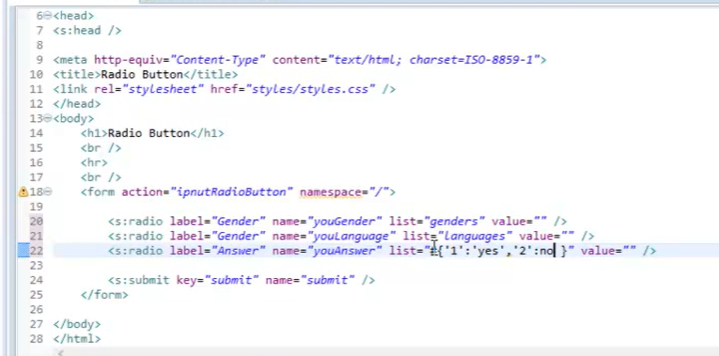 6 <head>
7 <s:head />
8
9 <meta http-equiv="Content-Type" content="text/html; charset=ISO-8859-1">
10 <title>Radio Button</title>
11 <link rel="stylesheet" href="styles/styles.css" />
12 </head>
13 <body>
14 <h1>Radio Button</h1>
15 <br />
16 <hr>
17 <br />
18 <form action="ipnutRadioButton" namespace="/">
19
20 <s:radio label="Gender" name="youGender" list="genders" value="" />
21 <s:radio label="Gender" name="youLanguage" list="languages" value="" />
22 <s:radio label="Answer" name="youAnswer" list="#{'1':'yes','2':no }" value="" />
23
24 <s:submit key="submit" name="submit" />
25 </form>
26
27 </body>
28 </html>